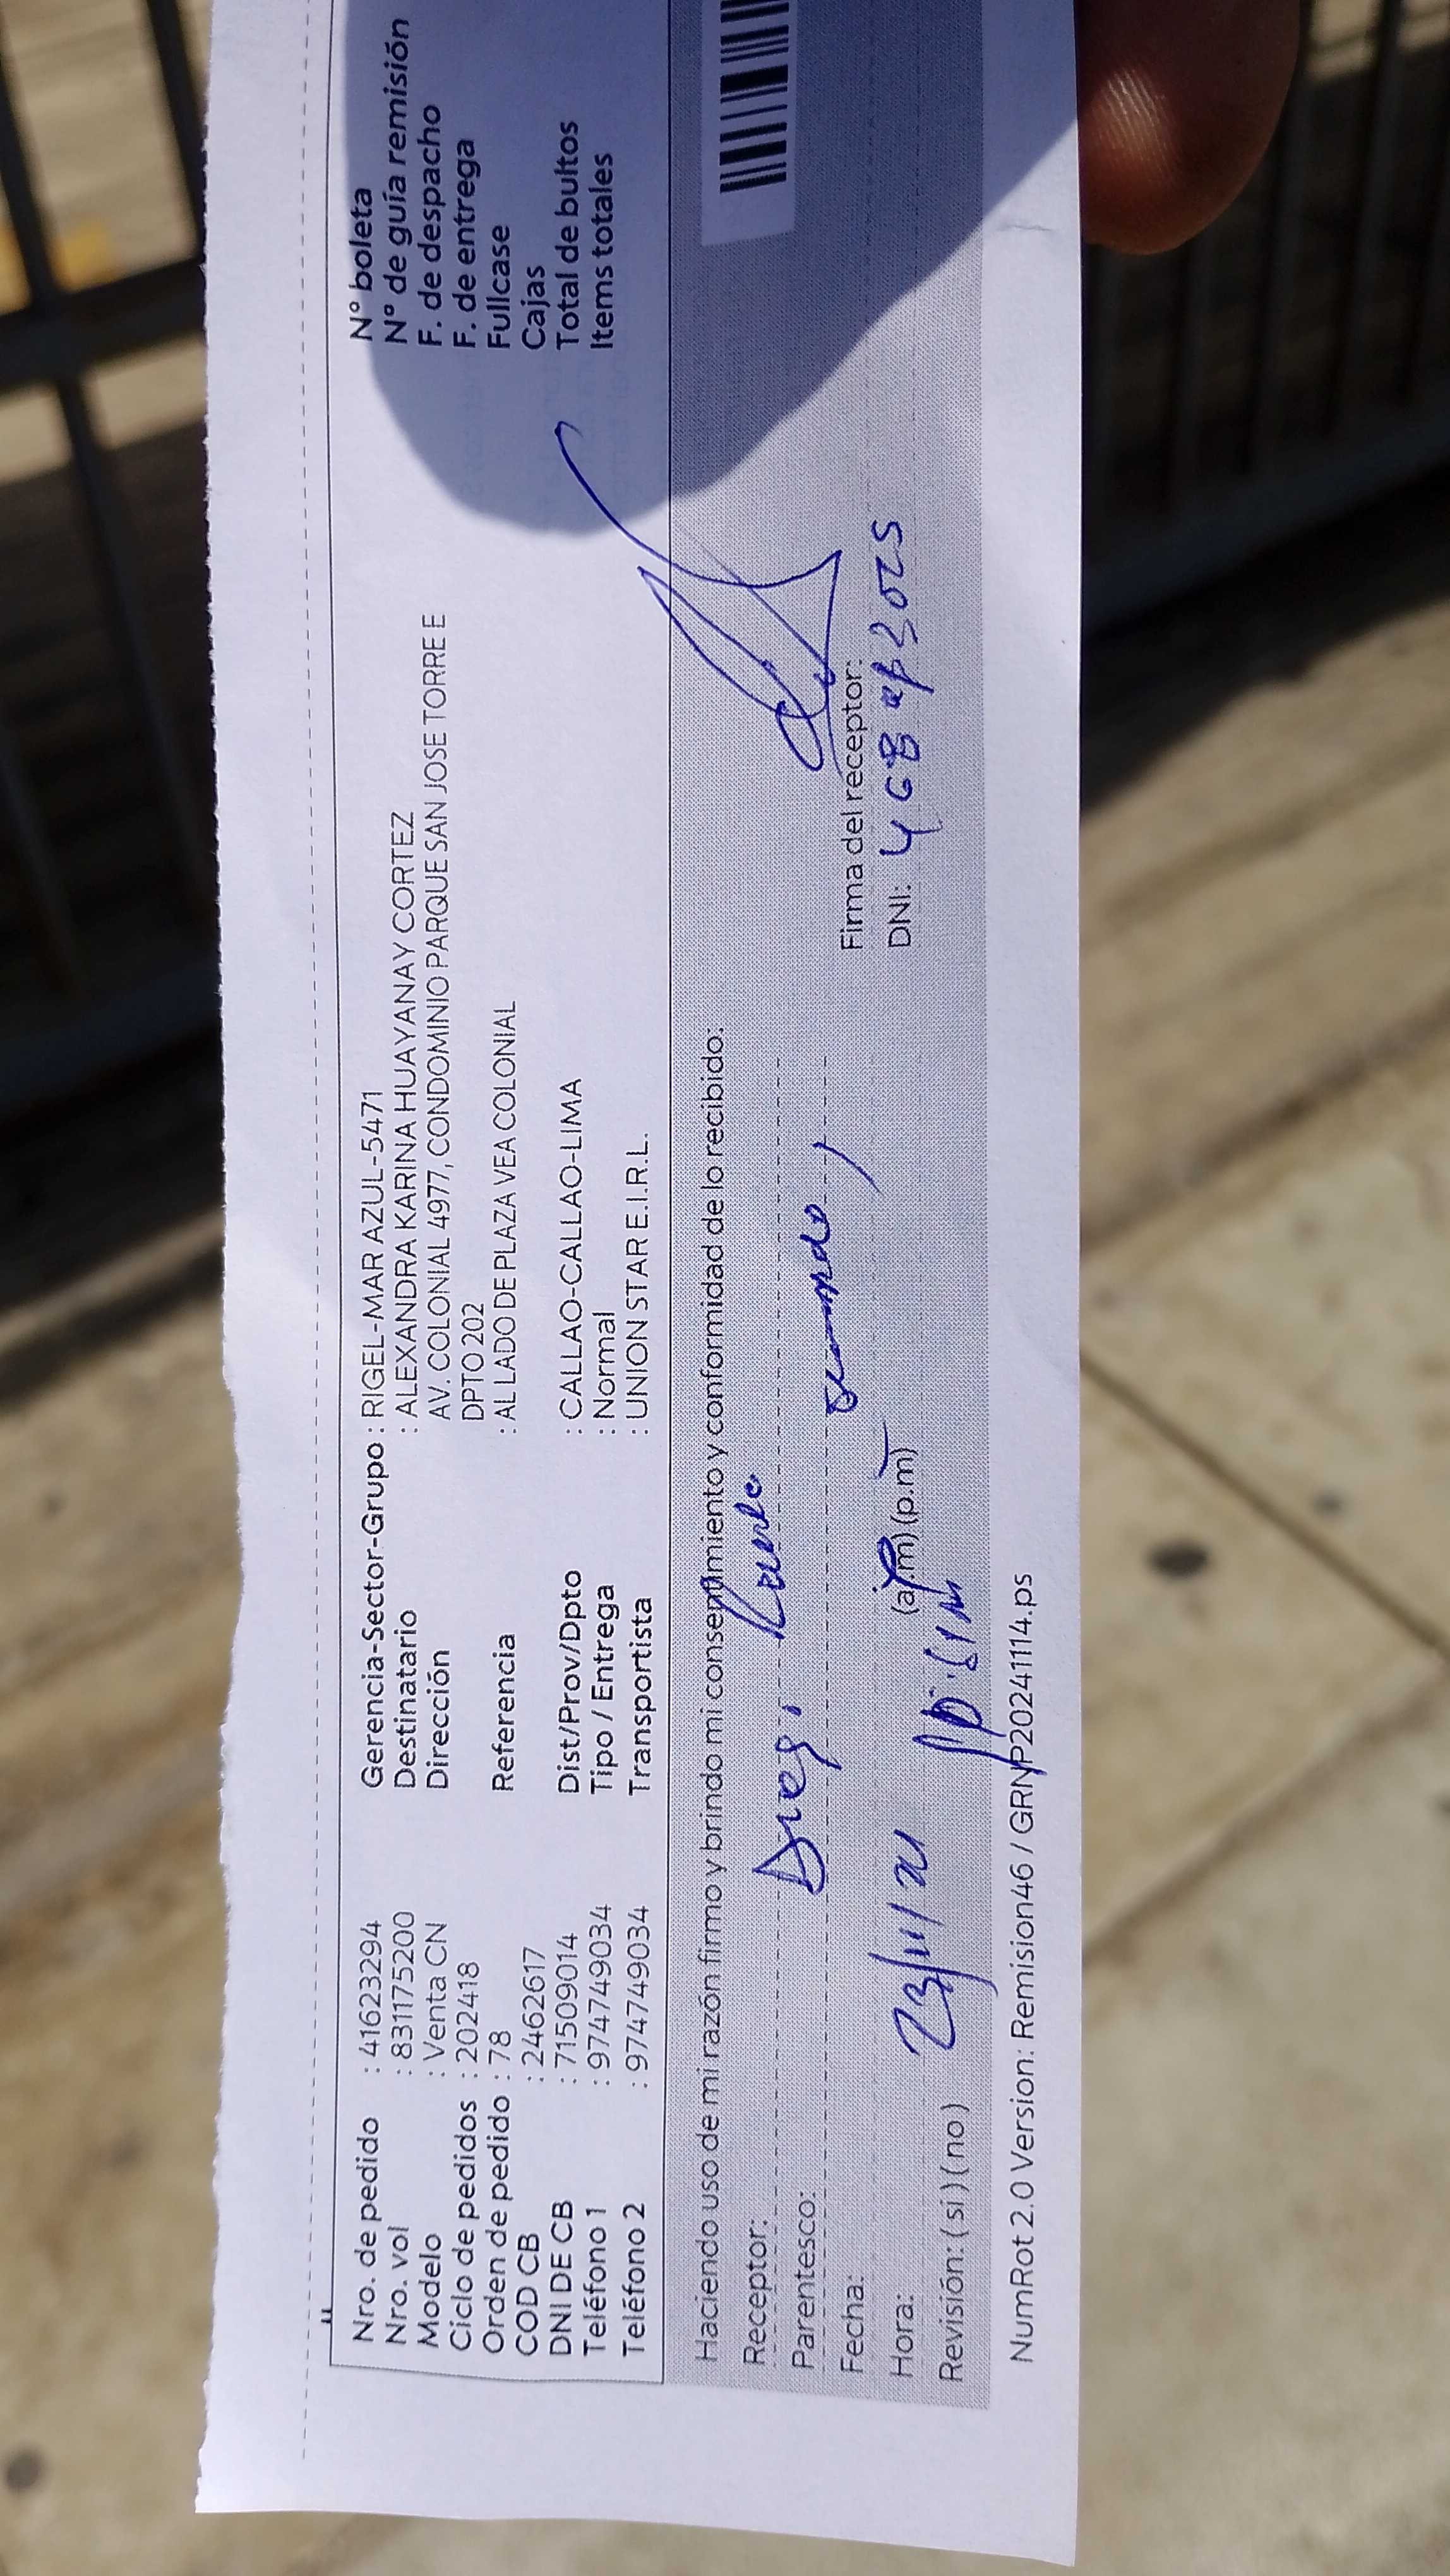 Nro. de pedido : 41623294 Gerencia-Sector-Grupo : RIGEL-MAR AZUL-5471 N° boleta
Nro. vol : 831175200 Destinatario : ALEXANDRA KARINA HUAYANAY CORTEZ N° de guía remisión
Modelo : Venta CN Dirección AV. COLONIAL 4977, CONDOMINIO PARQUE SAN JOSE TORRE E F. de despacho
Ciclo de pedidos : 202418 DPTO 202 F. de entrega
Orden de pedido : 78 Referencia : AL LADO DE PLAZA VEA COLONIAL Fullcase
COD CB : 2462617 Cajas
DNI DE CB : 71509014 Dist/Prov/Dpto : CALLAO-CALLAO-LIMA Total de bultos
Teléfono 1 : 974749034 Tipo / Entrega : Normal Items totales
Teléfono 2 : 974749034 Transportista : UNION STAR E.I.R.L.
Haciendo uso de mi razón firmo y brindo mi consentimiento y conformidad de lo recibido:
Receptor: Diego
Parentesco:
Fecha: Firma del receptor:
Hora: 23/11/ (a.m) (p.m) DNI:
Revisión: ( si ) ( no )
NumRot 2.0 Version: Remision46 / GRNP20241114.ps